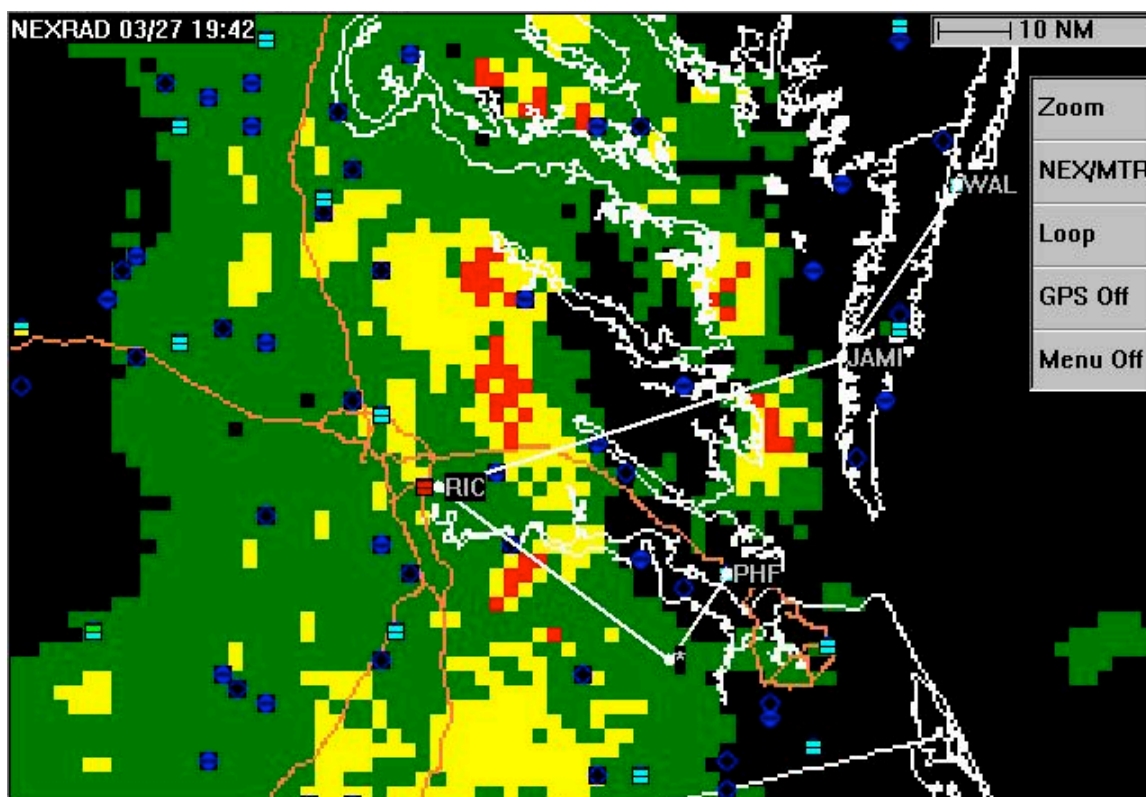 NEXRAD 03/27 19:42
10 NM
Zoom
NEX/MTR
WAL
Loop
GPS Off
JAMI
Menu Off
RIC
PHF
*